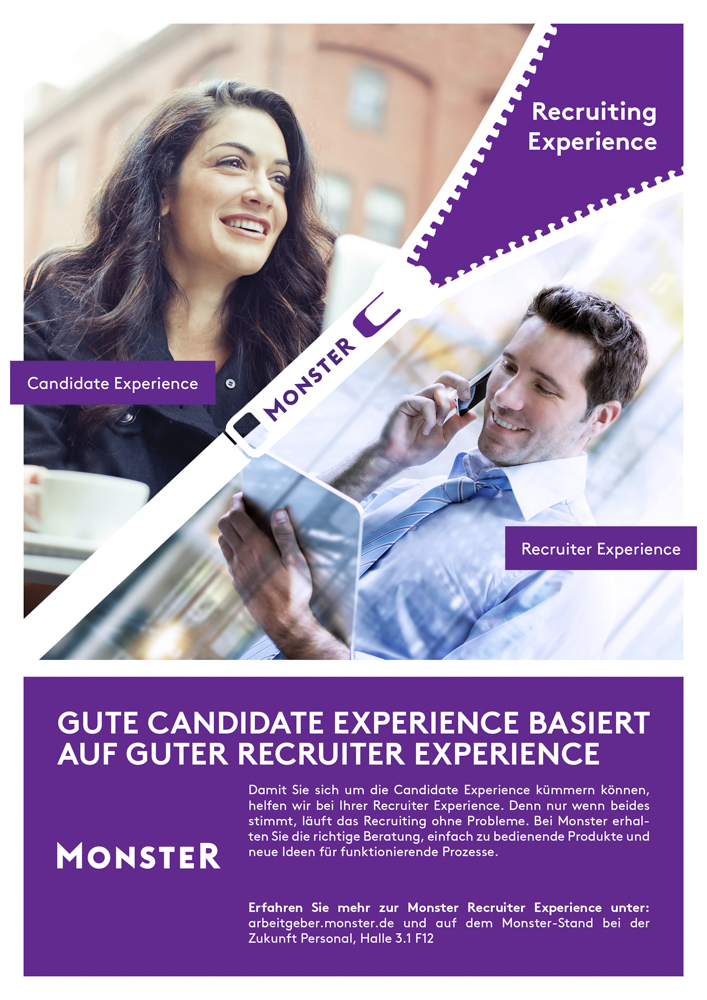 Recruiting
Experience
MONSTER
Candidate Experience
Recruiter Experience
GUTE CANDIDATE EXPERIENCE BASIERT
AUF GUTER RECRUITER EXPERIENCE
Damit Sie sich um die Candidate Experience kümmern können,
helfen wir bei Ihrer Recruiter Experience. Denn nur wenn beides
stimmt, läuft das Recruiting ohne Probleme. Bei Monster erhal-
ten Sie die richtige Beratung, einfach zu bedienende Produkte und
neue Ideen für funktionierende Prozesse.
MONSTER
Erfahren Sie mehr zur Monster Recruiter Experience unter:
arbeitgeber.monster.de und auf dem Monster-Stand bei der
Zukunft Personal, Halle 3.1 F12